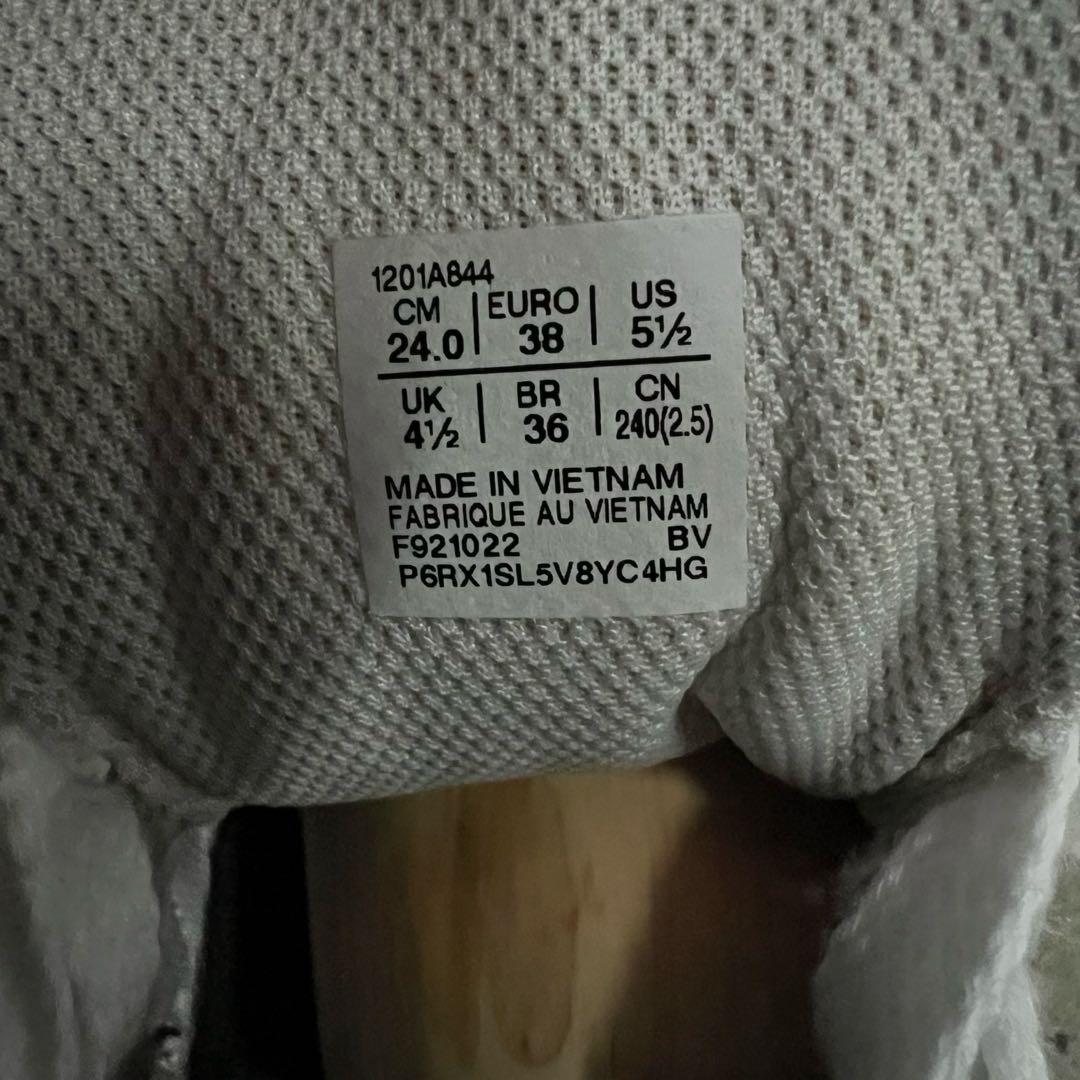 1201A844
CM | EURO | US
24.0 | 38 | 5½
UK | BR | CN
4½ | 36 | 240(2.5)
MADE IN VIETNAM
FABRIQUE AU VIETNAM
F921022 BV
P6RX1SL5V8YC4HG